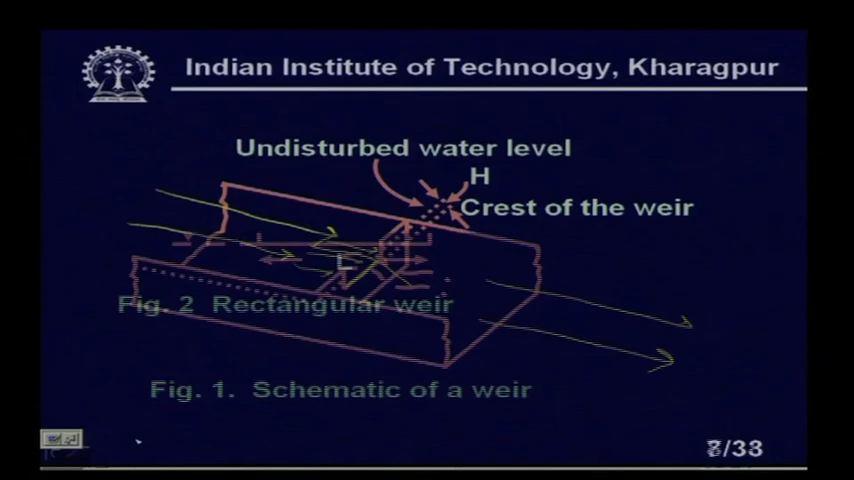 Indian Institute of Technology, Kharagpur
Undisturbed water level
H
Crest of the weir
L
Fig. 2 Rectangular weir
Fig. 1. Schematic of a weir
/33